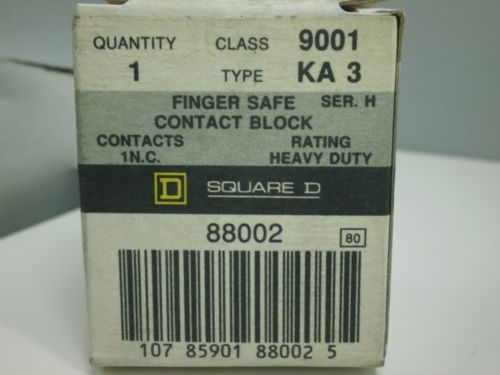 QUANTITY CLASS 9001
1 TYPE KA 3
FINGER SAFE SER. H
CONTACT BLOCK
CONTACTS RATING
1N.C. HEAVY DUTY
D SQUARE D
88002 80
107 85901 88002 5